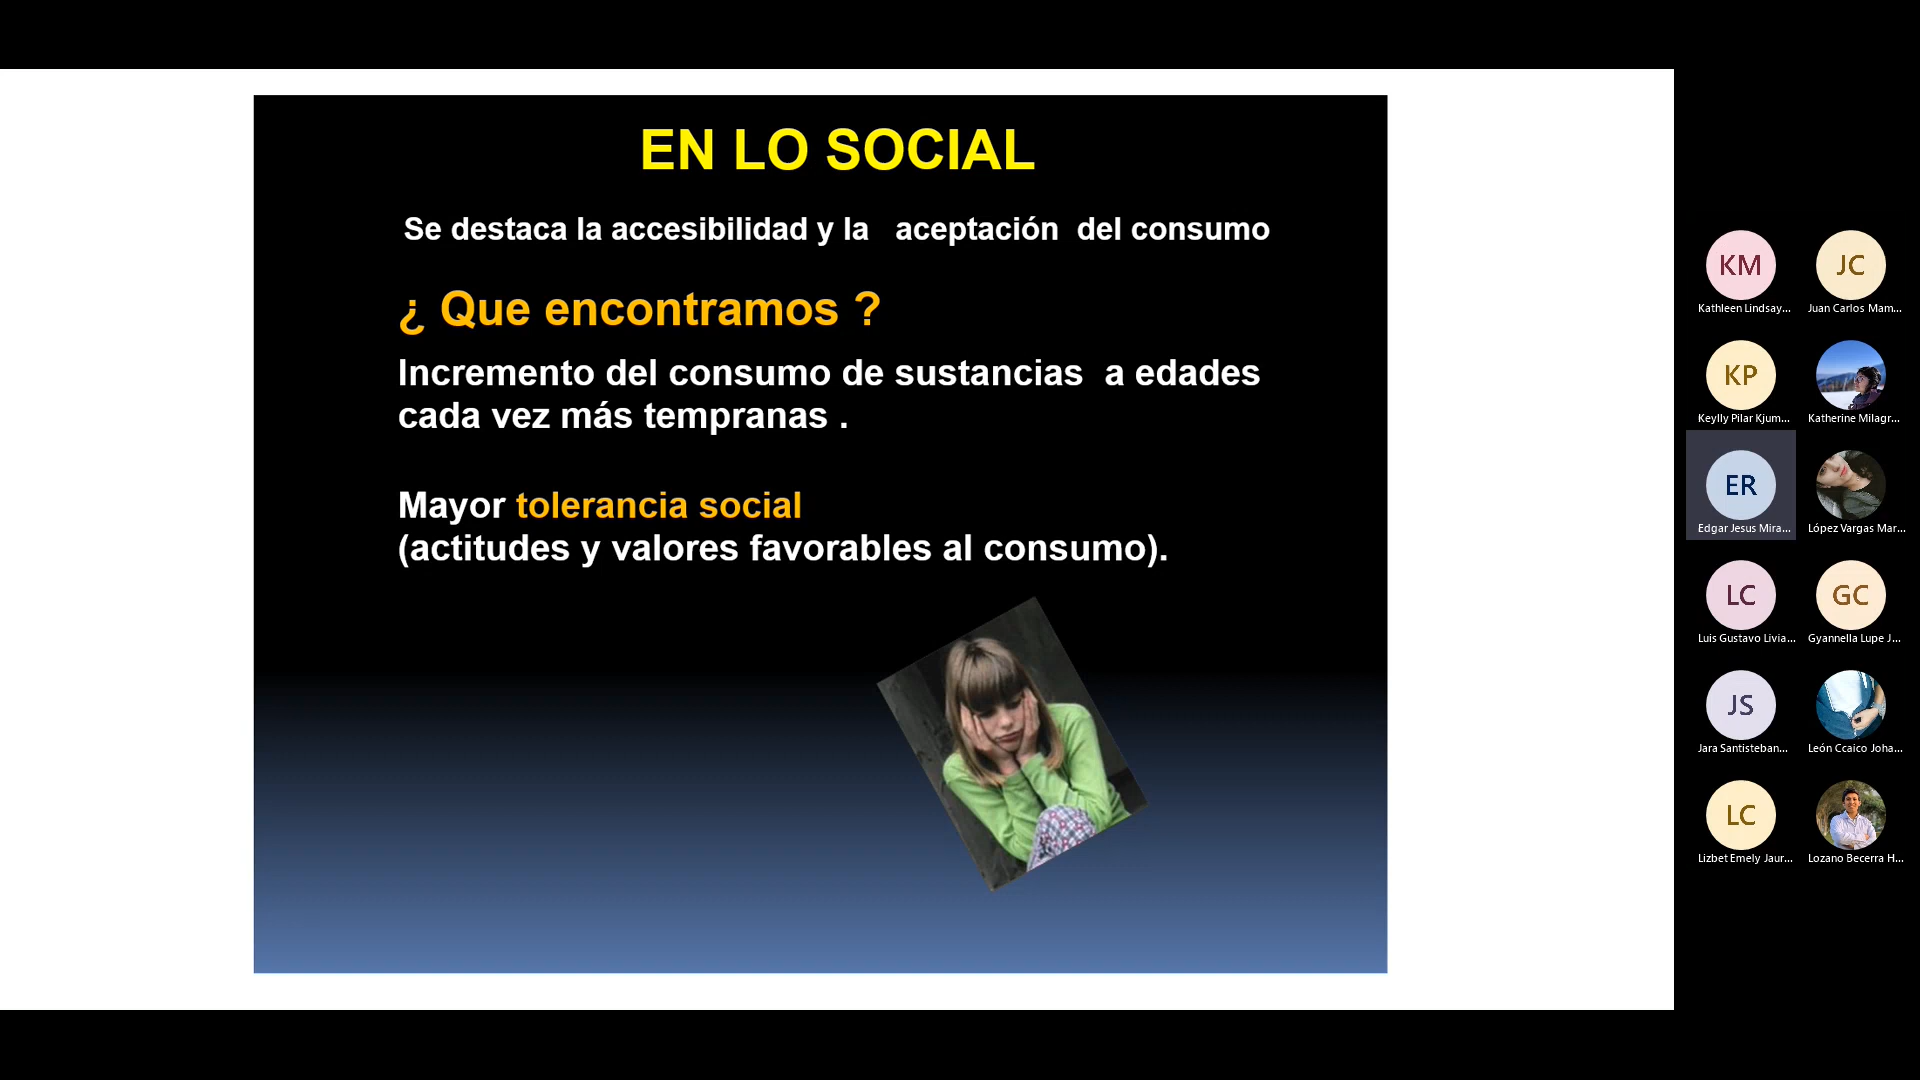 EN LO SOCIAL
Se destaca la accesibilidad y la aceptación del consumo
¿ Que encontramos ?
Incremento del consumo de sustancias a edades
cada vez más tempranas .
Mayor tolerancia social
(actitudes y valores favorables al consumo).
KM
JC
Kathleen Lindsay...
Juan Carlos Mam...
KP
Keylly Pilar Kjum...
Katherine Milagr...
ER
Edgar Jesus Mira...
López Vargas Mar...
LC
GC
Luis Gustavo Livia...
Gyannella Lupe J...
JS
Jara Santisteban...
León Ccaico Joha...
LC
Lizbet Emely Jaur...
Lozano Becerra H...